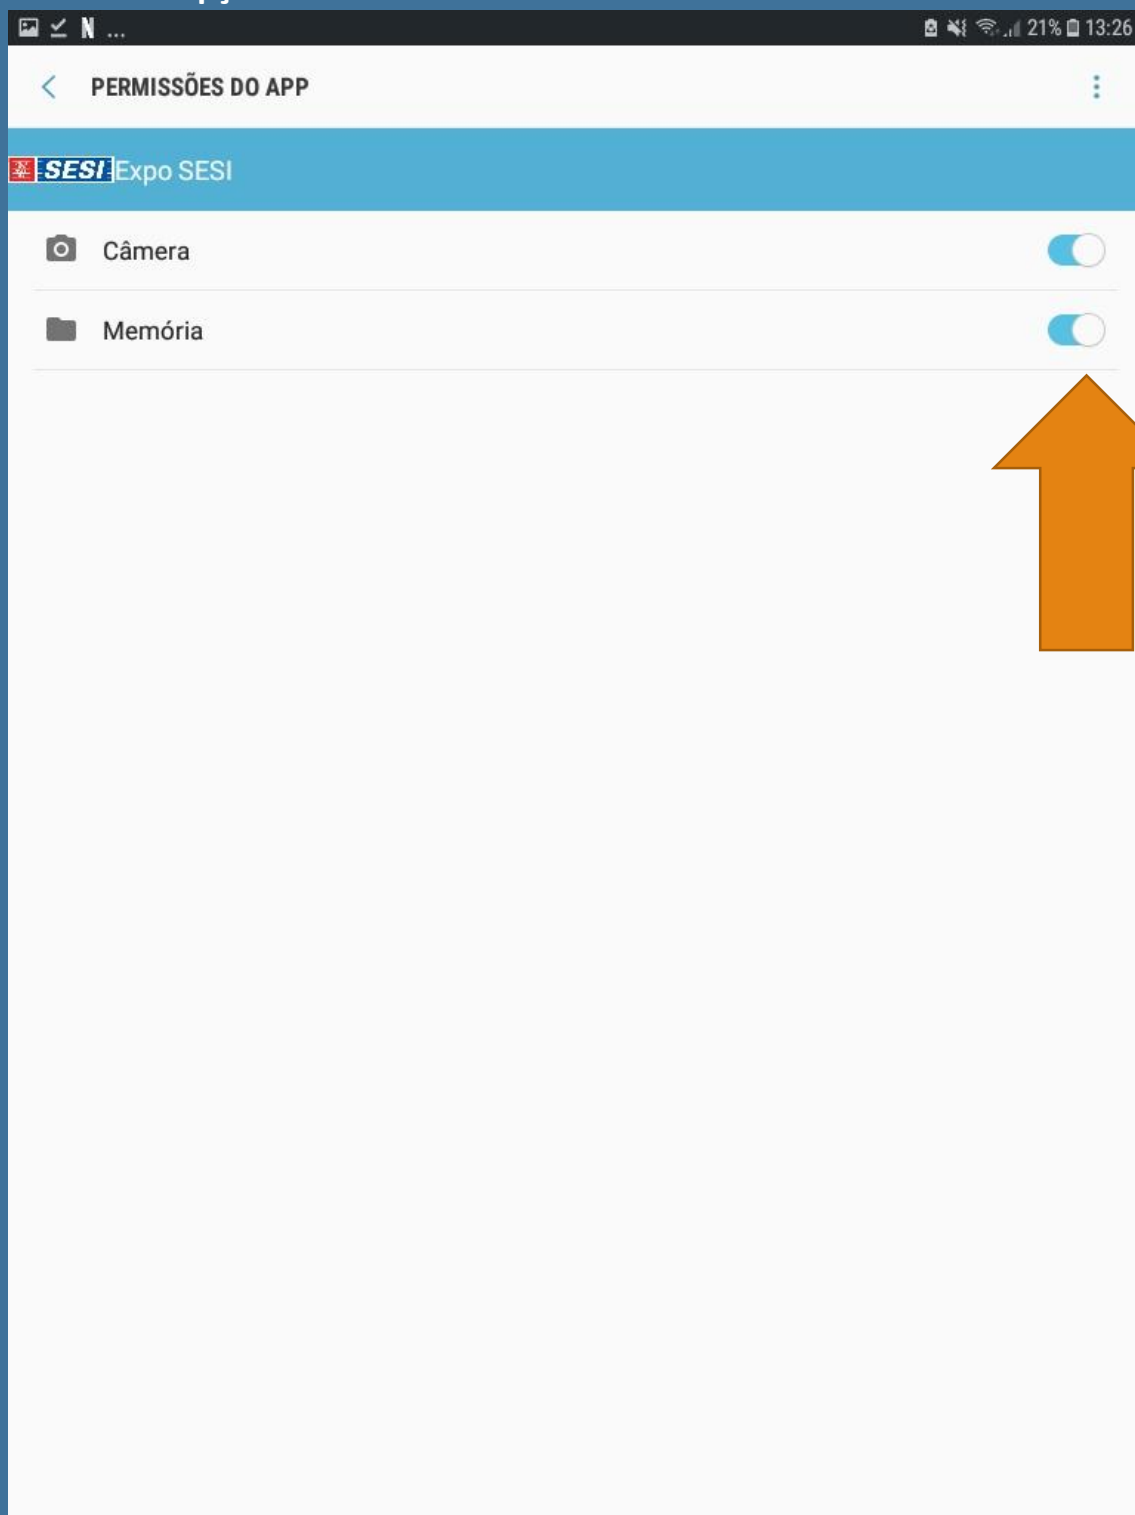 N ... 21% 13:26
PERMISSÕES DO APP
SESI Expo SESI
Câmera
Memória